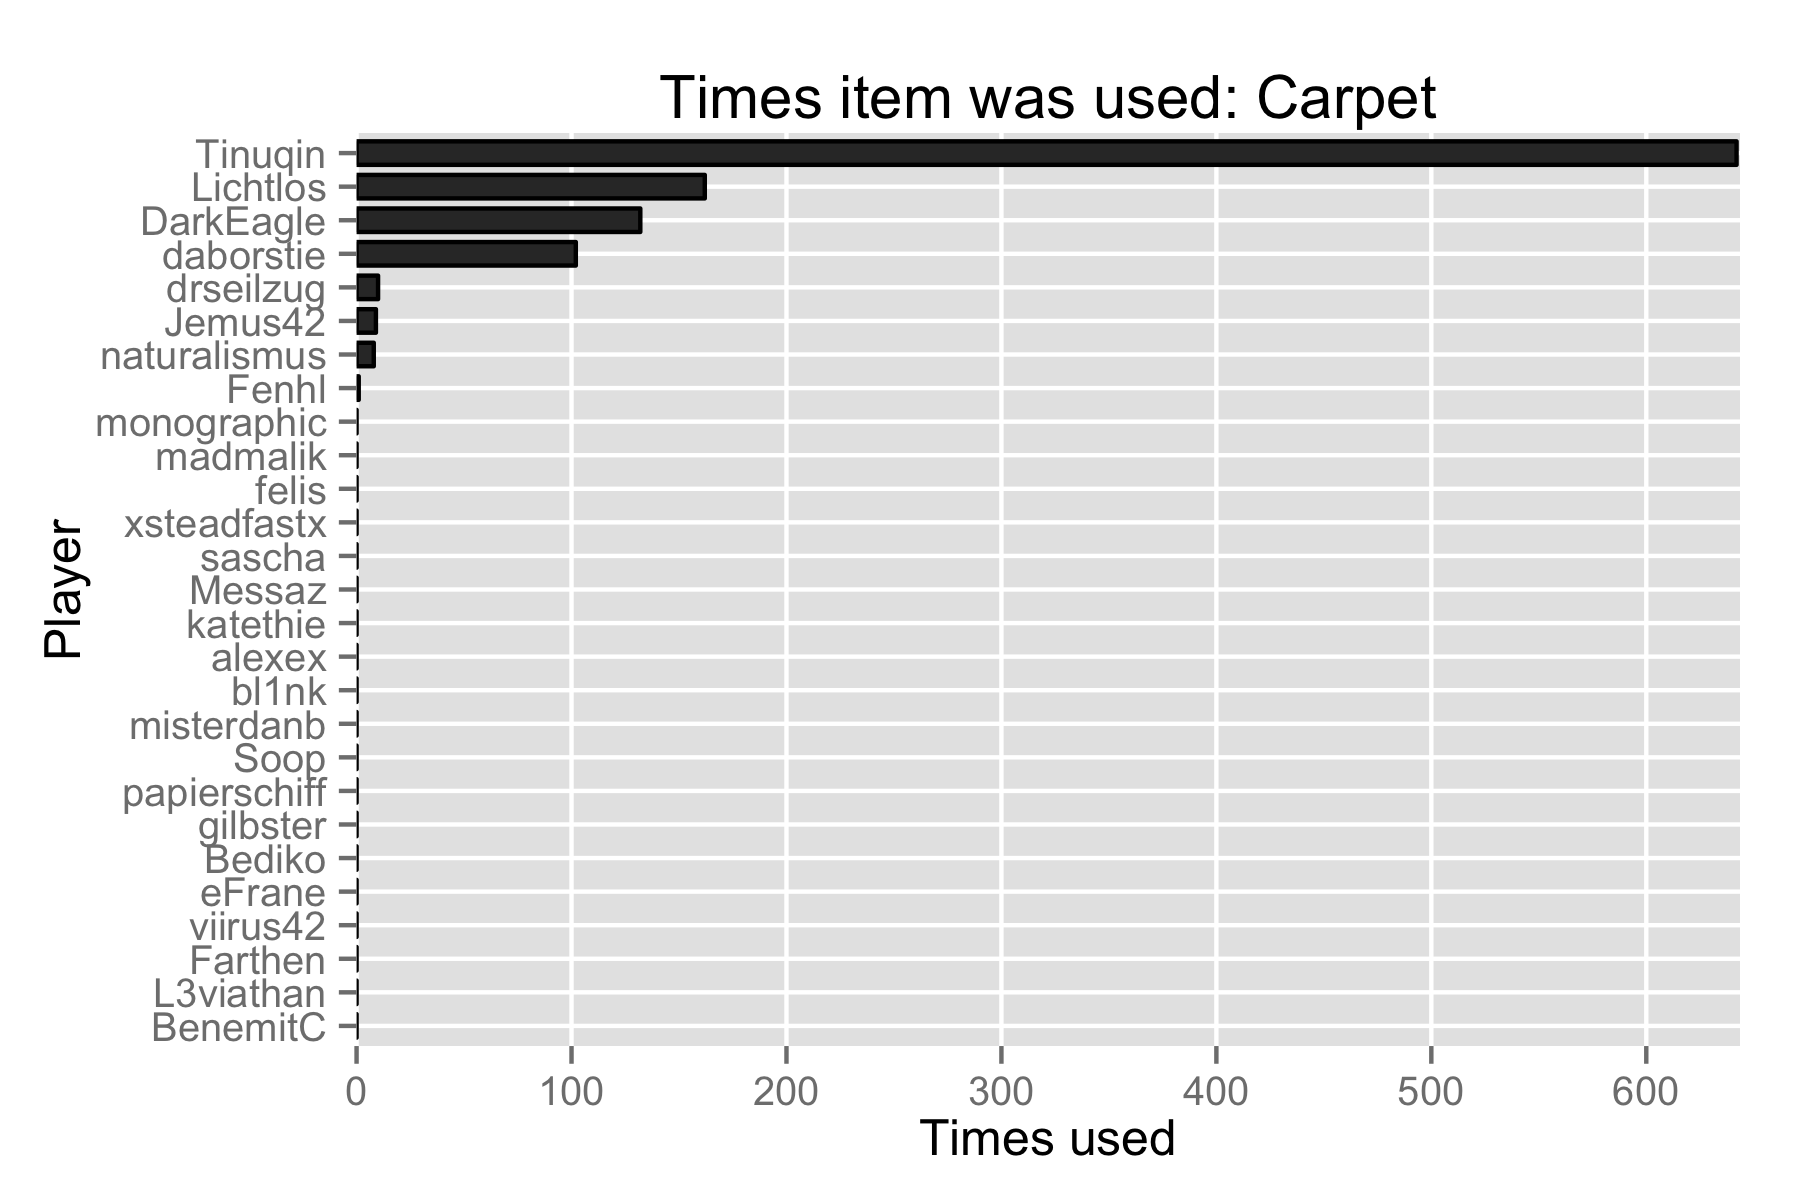 Times item was used: Carpet
Tinuqin
Lichtlos
DarkEagle
daborstie
drseilzug
Jemus42
naturalismus
Fenhl
monographic
madmalik
felis
xsteadfastx
sascha
Messaz
katethie
alexex
bl1nk
misterdanb
Soop
papierschiff
gilbster
Bediko
eFrane
viirus42
Farthen
L3viathan
BenemitC
Player
0 100 200 300 400 500 600
Times used